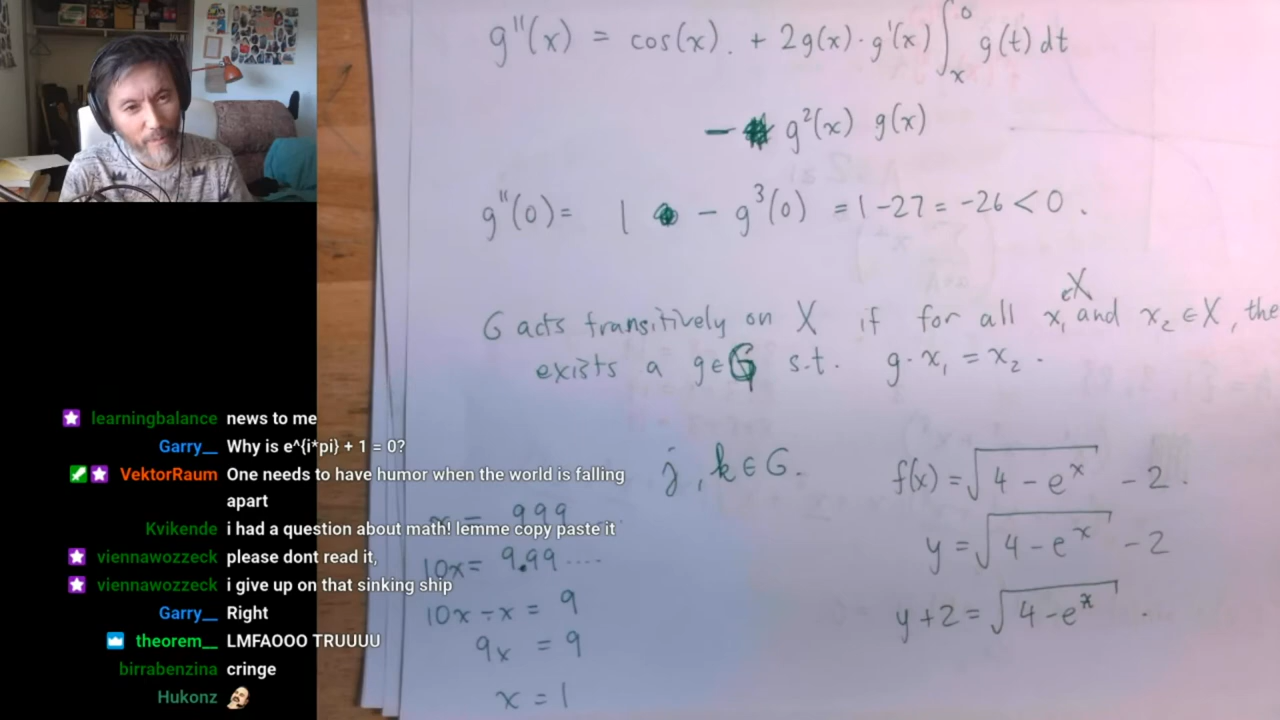 g''(x) = cos(x). + 2g(x)·g'(x) ∫ₓ⁰ g(t) dt
− g²(x) g(x)
g''(0) = 1 − g³(0) = 1−27 = −26 < 0.
∈X
G acts transitively on X if for all x₁ and x₂ ∈ X, the
exists a g∈G s.t. g·x₁ = x₂.
j, k ∈ G.
999
10x = 9.99....
10x − x = 9
9x = 9
x = 1
f(x) = √(4 − eˣ) − 2.
y = √(4 − eˣ) − 2
y+2 = √(4 − eˣ)
learningbalance news to me
Garry__ Why is e^{i*pi} + 1 = 0?
VektorRaum One needs to have humor when the world is falling
apart
Kvikende i had a question about math! lemme copy paste it
viennawozzeck please dont read it,
viennawozzeck i give up on that sinking ship
Garry__ Right
theorem__ LMFAOOO TRUUUU
birrabenzina cringe
Hukonz